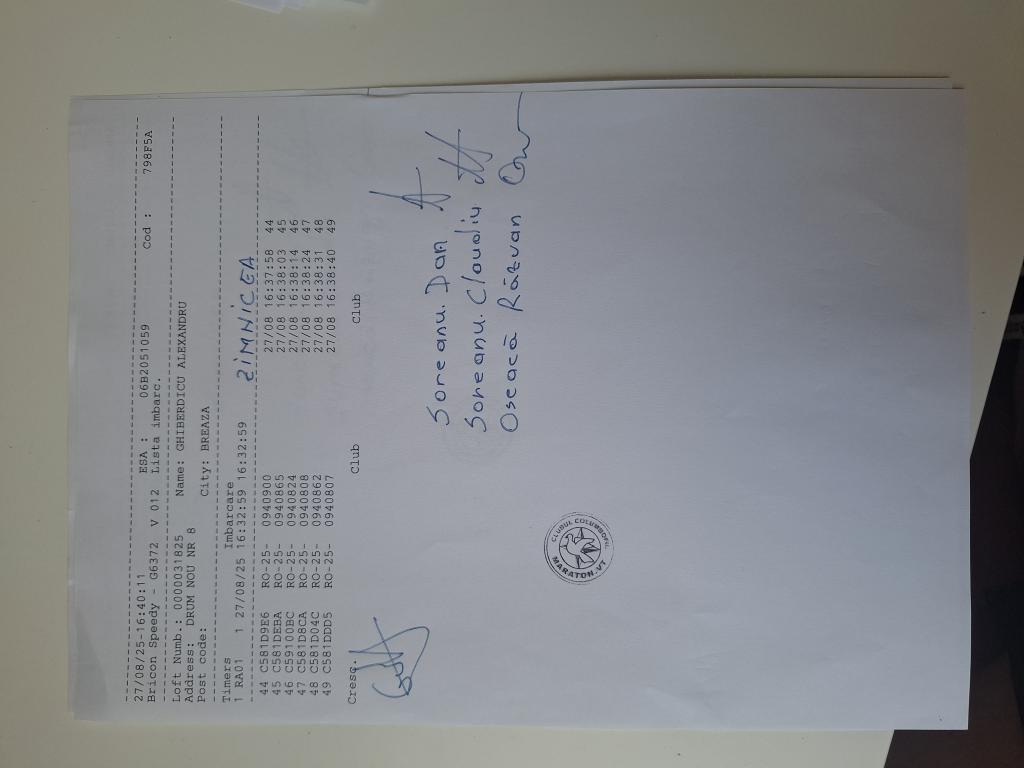 --------------------------------------------------------------
27/08/25-16:40:11 ESA : 06B2051059 Cod : 798F5A
Bricon Speedy - G6372 V 012 Lista imbarc.
--------------------------------------------------------------
Loft Numb.: 0000031825 Name: GHIBERDICU ALEXANDRU
Address: DRUM NOU NR 8
Post code: City: BREAZA
--------------------------------------------------------------
Timers Imbarcare
1 RA01 1 27/08/25 16:32:59 16:32:59 ZIMNICEA
--------------------------------------------------------------
44 C581D9E6 RO-25- 0940900 27/08 16:37:58 44
45 C581DEBA RO-25- 0940865 27/08 16:38:03 45
46 C59100BC RO-25- 0940824 27/08 16:38:14 46
47 C581D8CA RO-25- 0940808 27/08 16:38:24 47
48 C581D04C RO-25- 0940862 27/08 16:38:31 48
49 C581DDD5 RO-25- 0940807 27/08 16:38:40 49
Cresc. Club Club
Soreanu. Dan
Soreanu. Claudiu
Oseacă Răzvan
CLUBUL COLUMBOFIL
MARATON.VT